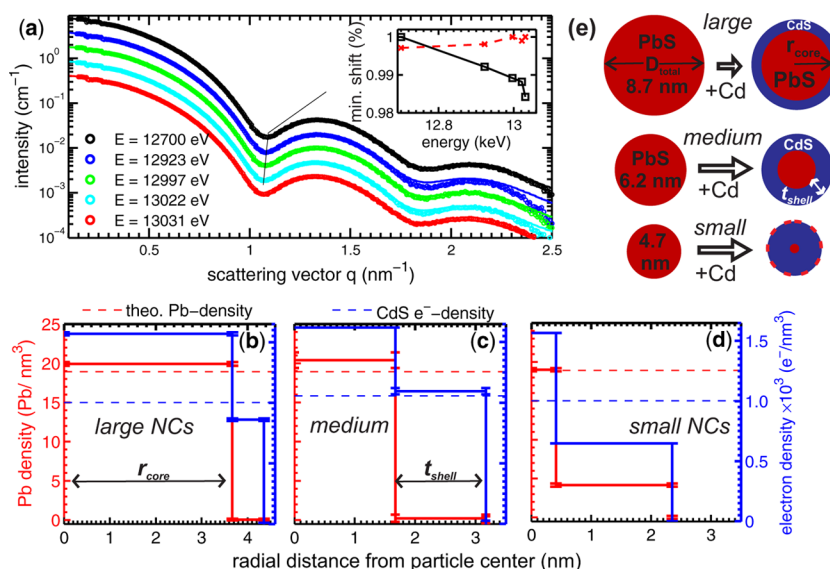 (a)
intensity (cm⁻¹)
10⁰
10⁻¹
10⁻²
10⁻³
10⁻⁴
E = 12700 eV
E = 12923 eV
E = 12997 eV
E = 13022 eV
E = 13031 eV
0.5 1 1.5 2 2.5
scattering vector q (nm⁻¹)
min. shift (%)
1
0.99
0.98
12.8 13
energy (keV)
(e)
large
PbS
D total
8.7 nm
+Cd
CdS
r core
PbS
medium
PbS
6.2 nm
+Cd
CdS
t shell
small
4.7
nm
+Cd
theo. Pb-density
CdS e⁻-density
Pb density (Pb/ nm³)
25
20
15
10
5
0
(b)
large NCs
r core
0 1 2 3 4
(c)
medium
t shell
0 1 2 3
(d)
small NCs
0 1 2 3
1.5
1.0
0.5
0
electron density ×10³ (e⁻/nm³)
radial distance from particle center (nm)